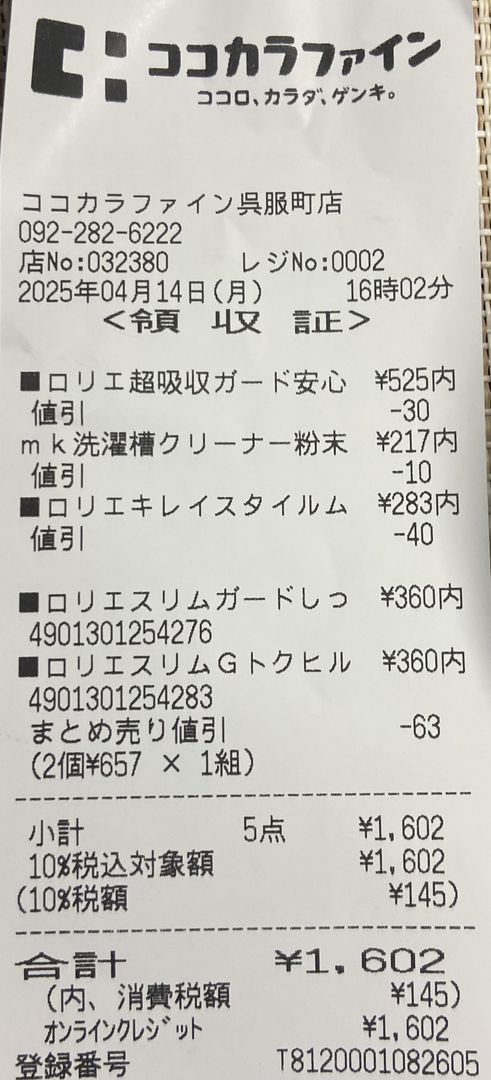 ココカラファイン
ココロ、カラダ、ゲンキ。
ココカラファイン呉服町店
092-282-6222
店No:032380 レジNo:0002
2025年04月14日(月) 16時02分
<領収証>
■ロリエ超吸収ガード安心 ¥525内
値引 -30
mk洗濯槽クリーナー粉末 ¥217内
値引 -10
■ロリエキレイスタイルム ¥283内
値引 -40
■ロリエスリムガードしっ ¥360内
4901301254276
■ロリエスリムGトクヒル ¥360内
4901301254283
まとめ売り値引 -63
(2個¥657 × 1組)
小計 5点 ¥1,602
10%税込対象額 ¥1,602
(10%税額 ¥145)
合計 ¥1,602
(内、消費税額 ¥145)
オンラインクレジット ¥1,602
登録番号 T8120001082605